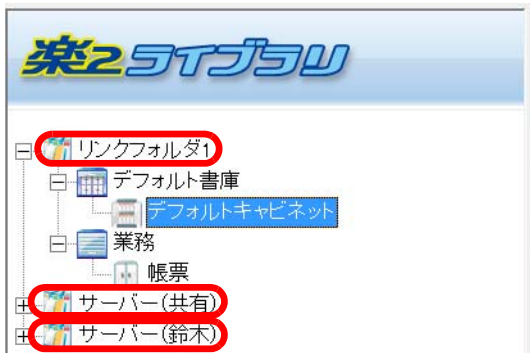 楽2ライブラリ
リンクフォルダ1
デフォルト書庫
デフォルトキャビネット
業務
帳票
サーバー(共有)
サーバー(鈴木)